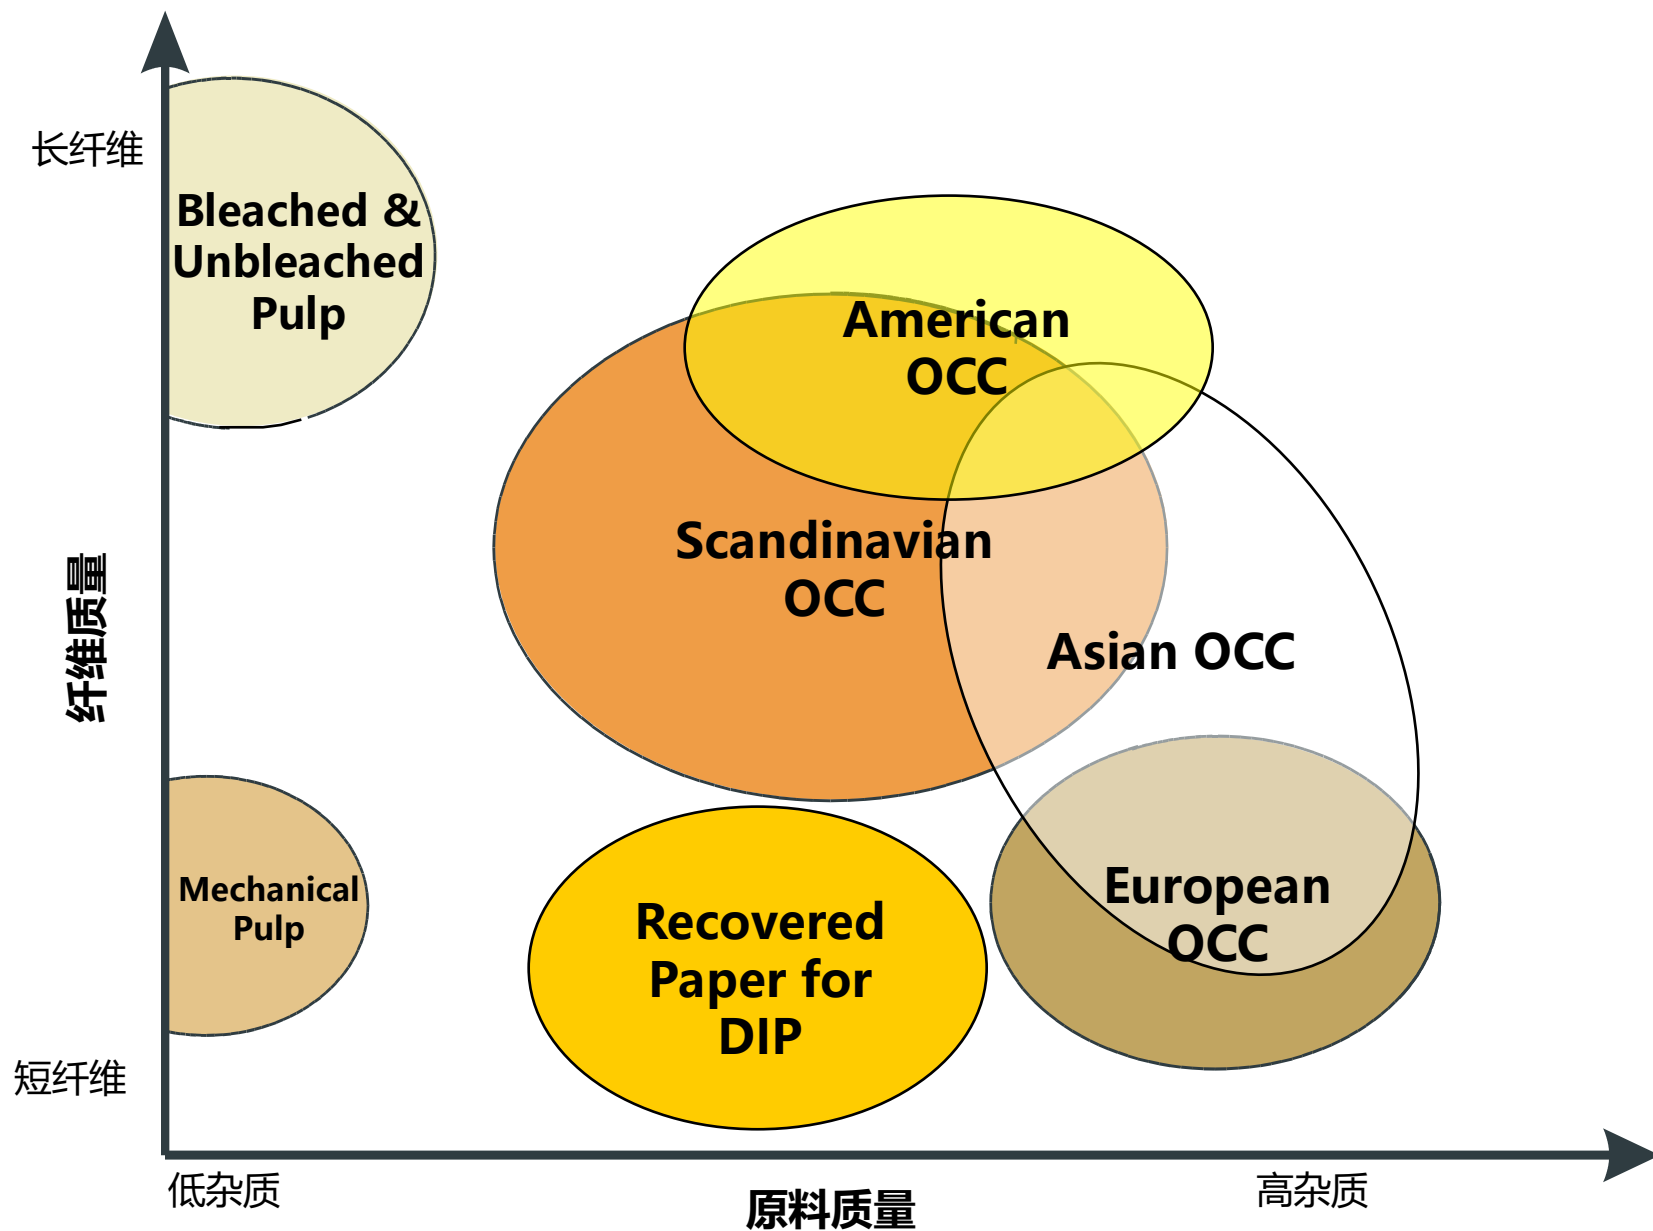 长纤维
Bleached &
Unbleached
Pulp
American
OCC
Scandinavian
OCC
纤维质量
Asian OCC
Mechanical
Pulp
European
OCC
Recovered
Paper for
DIP
短纤维
低杂质
高杂质
原料质量